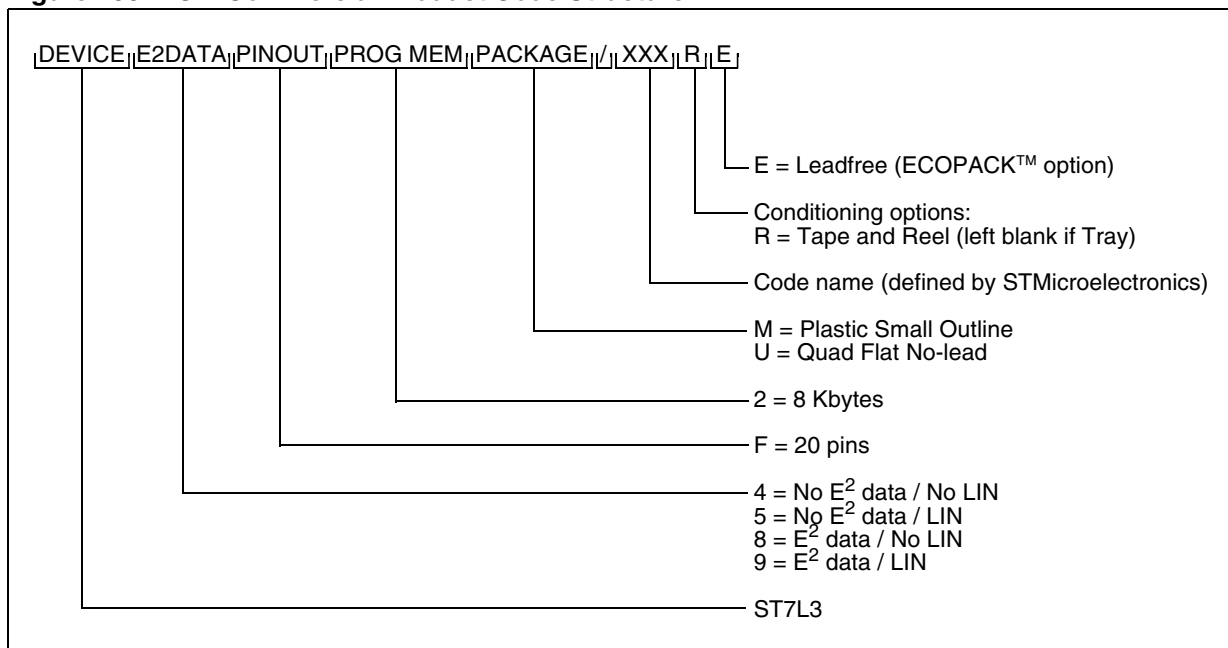 DEVICE E2DATA PINOUT PROG MEM PACKAGE / XXX R E
E = Leadfree (ECOPACK™ option)
Conditioning options:
R = Tape and Reel (left blank if Tray)
Code name (defined by STMicroelectronics)
M = Plastic Small Outline
U = Quad Flat No-lead
2 = 8 Kbytes
F = 20 pins
4 = No E² data / No LIN
5 = No E² data / LIN
8 = E² data / No LIN
9 = E² data / LIN
ST7L3